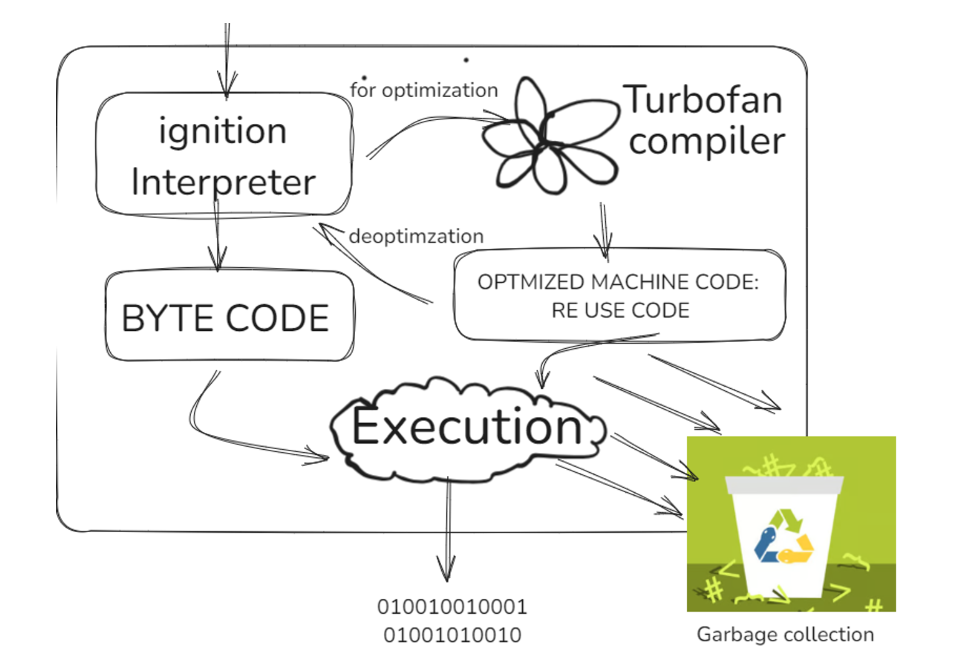 for optimization
Turbofan
compiler
ignition
Interpreter
deoptimzation
OPTMIZED MACHINE CODE:
RE USE CODE
BYTE CODE
Execution
010010010001
01001010010
Garbage collection